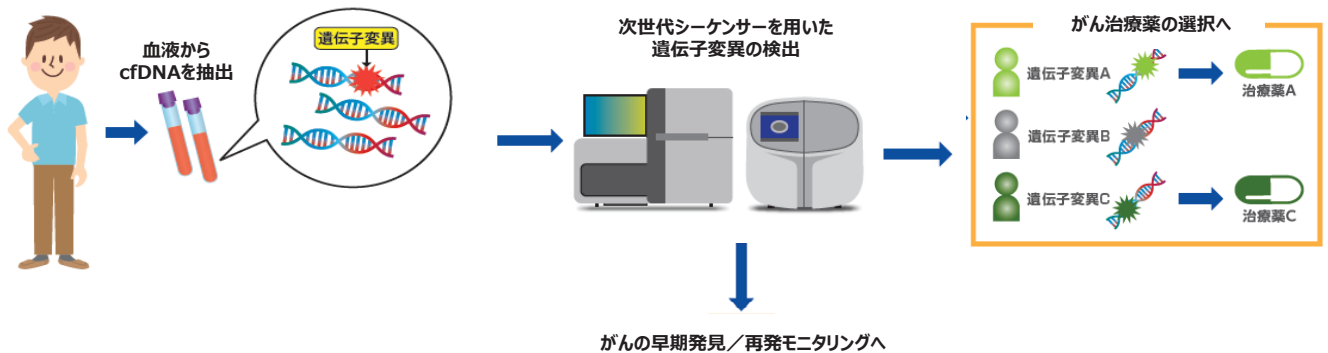 血液から
cfDNAを抽出
遺伝子変異
次世代シーケンサーを用いた
遺伝子変異の検出
がん治療薬の選択へ
遺伝子変異A
治療薬A
遺伝子変異B
遺伝子変異C
治療薬C
がんの早期発見／再発モニタリングへ